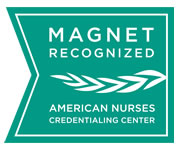 MAGNET
RECOGNIZED
AMERICAN NURSES
CREDENTIALING CENTER